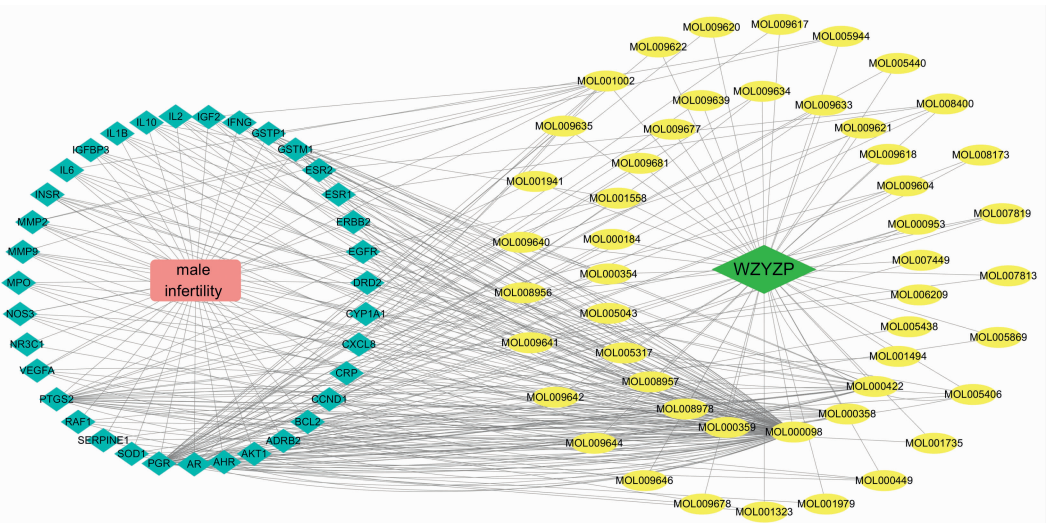 MOL009620
MOL009617
MOL009622
MOL005944
MOL001002
MOL005440
MOL009639
MOL009634
MOL009633
MOL008400
IL2
IGF2
IL10
IFNG
IL1B
GSTP1
MOL009635
MOL009677
MOL009621
IGFBP3
GSTM1
MOL009681
MOL009618
MOL008173
IL6
ESR2
MOL001941
MOL009604
INSR
ESR1
MOL001558
MOL007819
MMP2
ERBB2
MOL000953
MOL009640
MOL000184
MMP9
EGFR
MOL007449
male
infertility
WZYZP
MOL000354
MOL007813
MPO
DRD2
MOL008956
MOL006209
NOS3
CYP1A1
MOL005043
MOL005438
MOL005869
NR3C1
CXCL8
MOL009641
MOL005317
MOL001494
VEGFA
CRP
MOL008957
MOL000422
PTGS2
CCND1
MOL009642
MOL005406
MOL008978
MOL000358
RAF1
BCL2
MOL000359
MOL000098
SERPINE1
ADRB2
MOL009644
MOL001735
SOD1
AKT1
PGR
AR
AHR
MOL009646
MOL000449
MOL009678
MOL001979
MOL001323